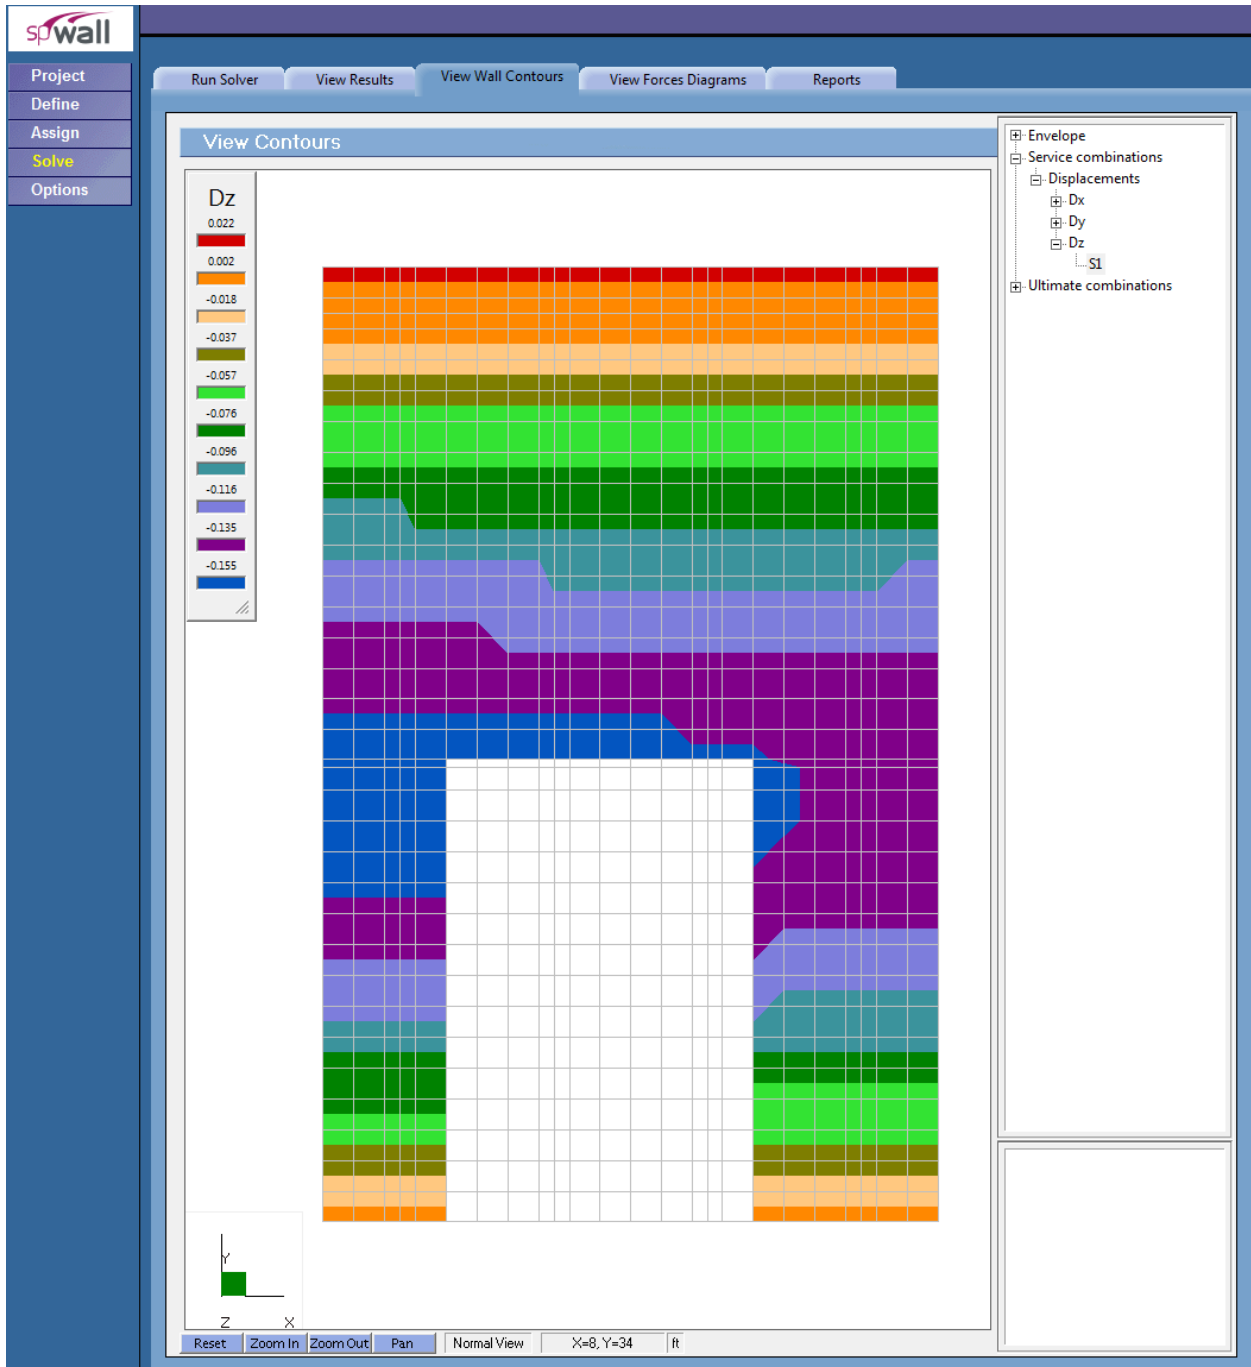 spwall
Project
Define
Assign
Solve
Options
Run Solver
View Results
View Wall Contours
View Forces Diagrams
Reports
View Contours
Dz
0.022
0.002
-0.018
-0.037
-0.057
-0.076
-0.096
-0.116
-0.135
-0.155
Y
Z
X
Reset
Zoom In
Zoom Out
Pan
Normal View
X=8, Y=34
ft
Envelope
Service combinations
Displacements
Dx
Dy
Dz
S1
Ultimate combinations